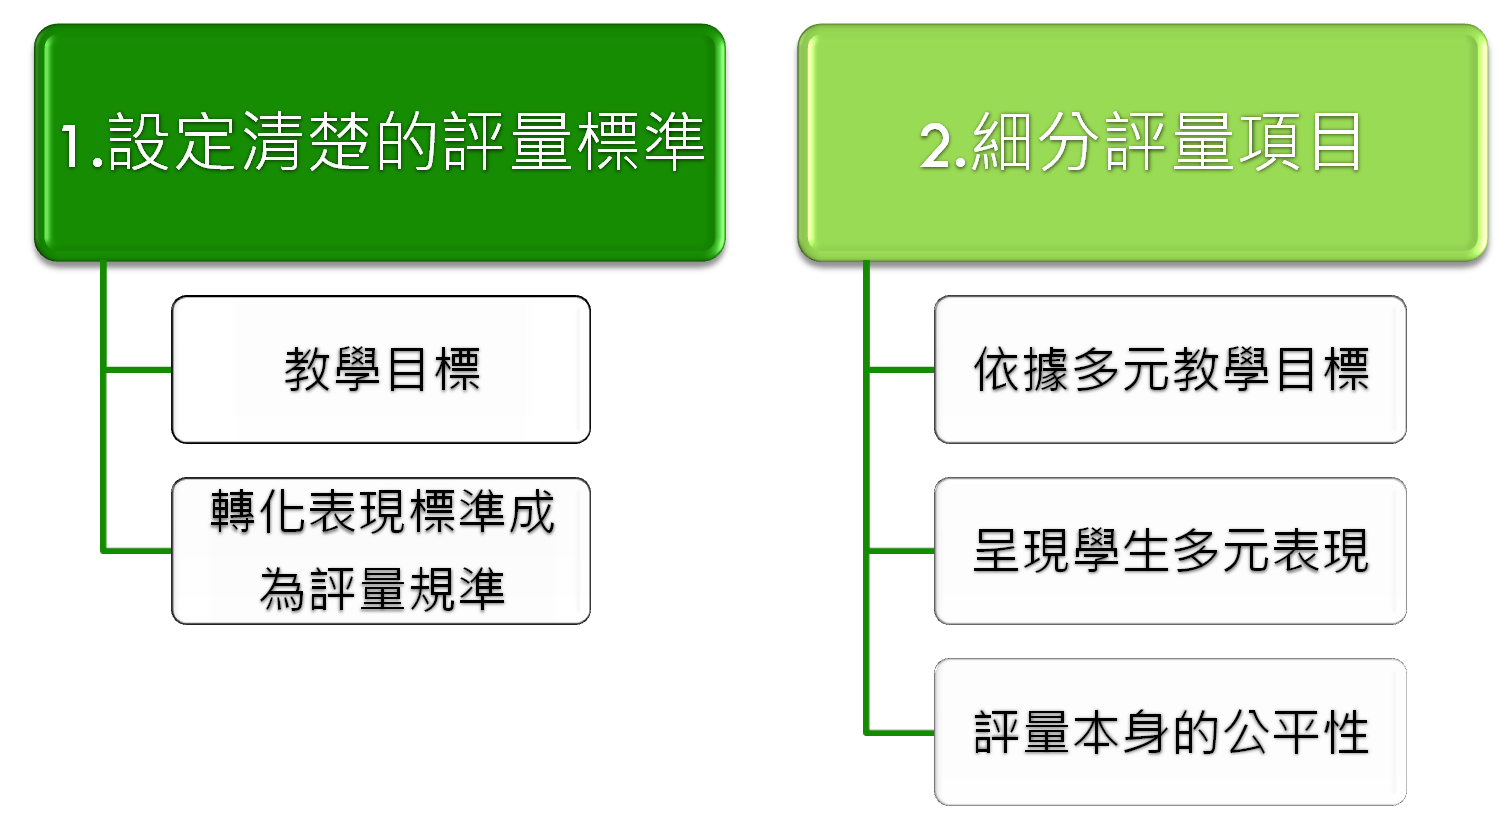 1.設定清楚的評量標準
教學目標
轉化表現標準成
為評量規準
2.細分評量項目
依據多元教學目標
呈現學生多元表現
評量本身的公平性